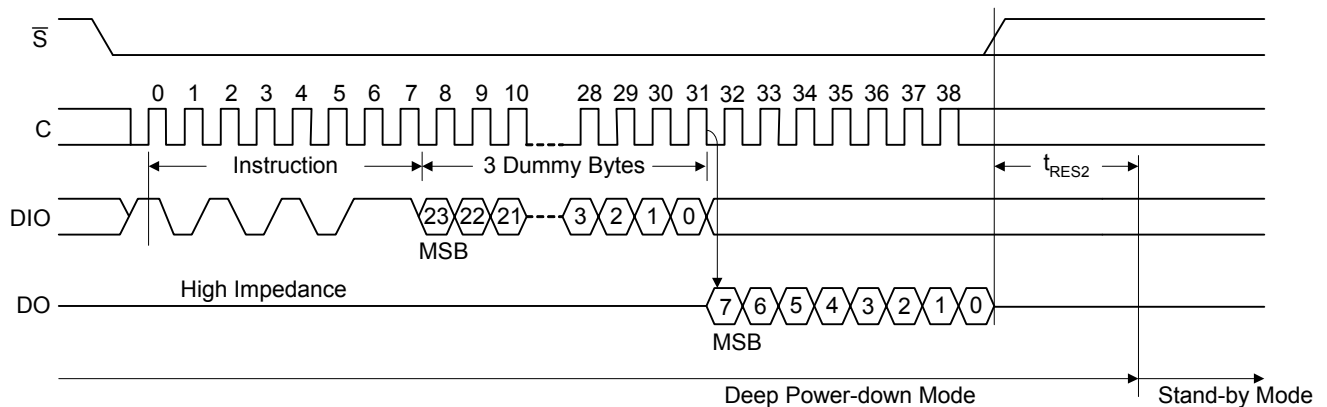 S
0 1 2 3 4 5 6 7 8 9 10 28 29 30 31 32 33 34 35 36 37 38
C
Instruction 3 Dummy Bytes tRES2
DIO 23 22 21 3 2 1 0
MSB
High Impedance
DO 7 6 5 4 3 2 1 0
MSB
Deep Power-down Mode Stand-by Mode